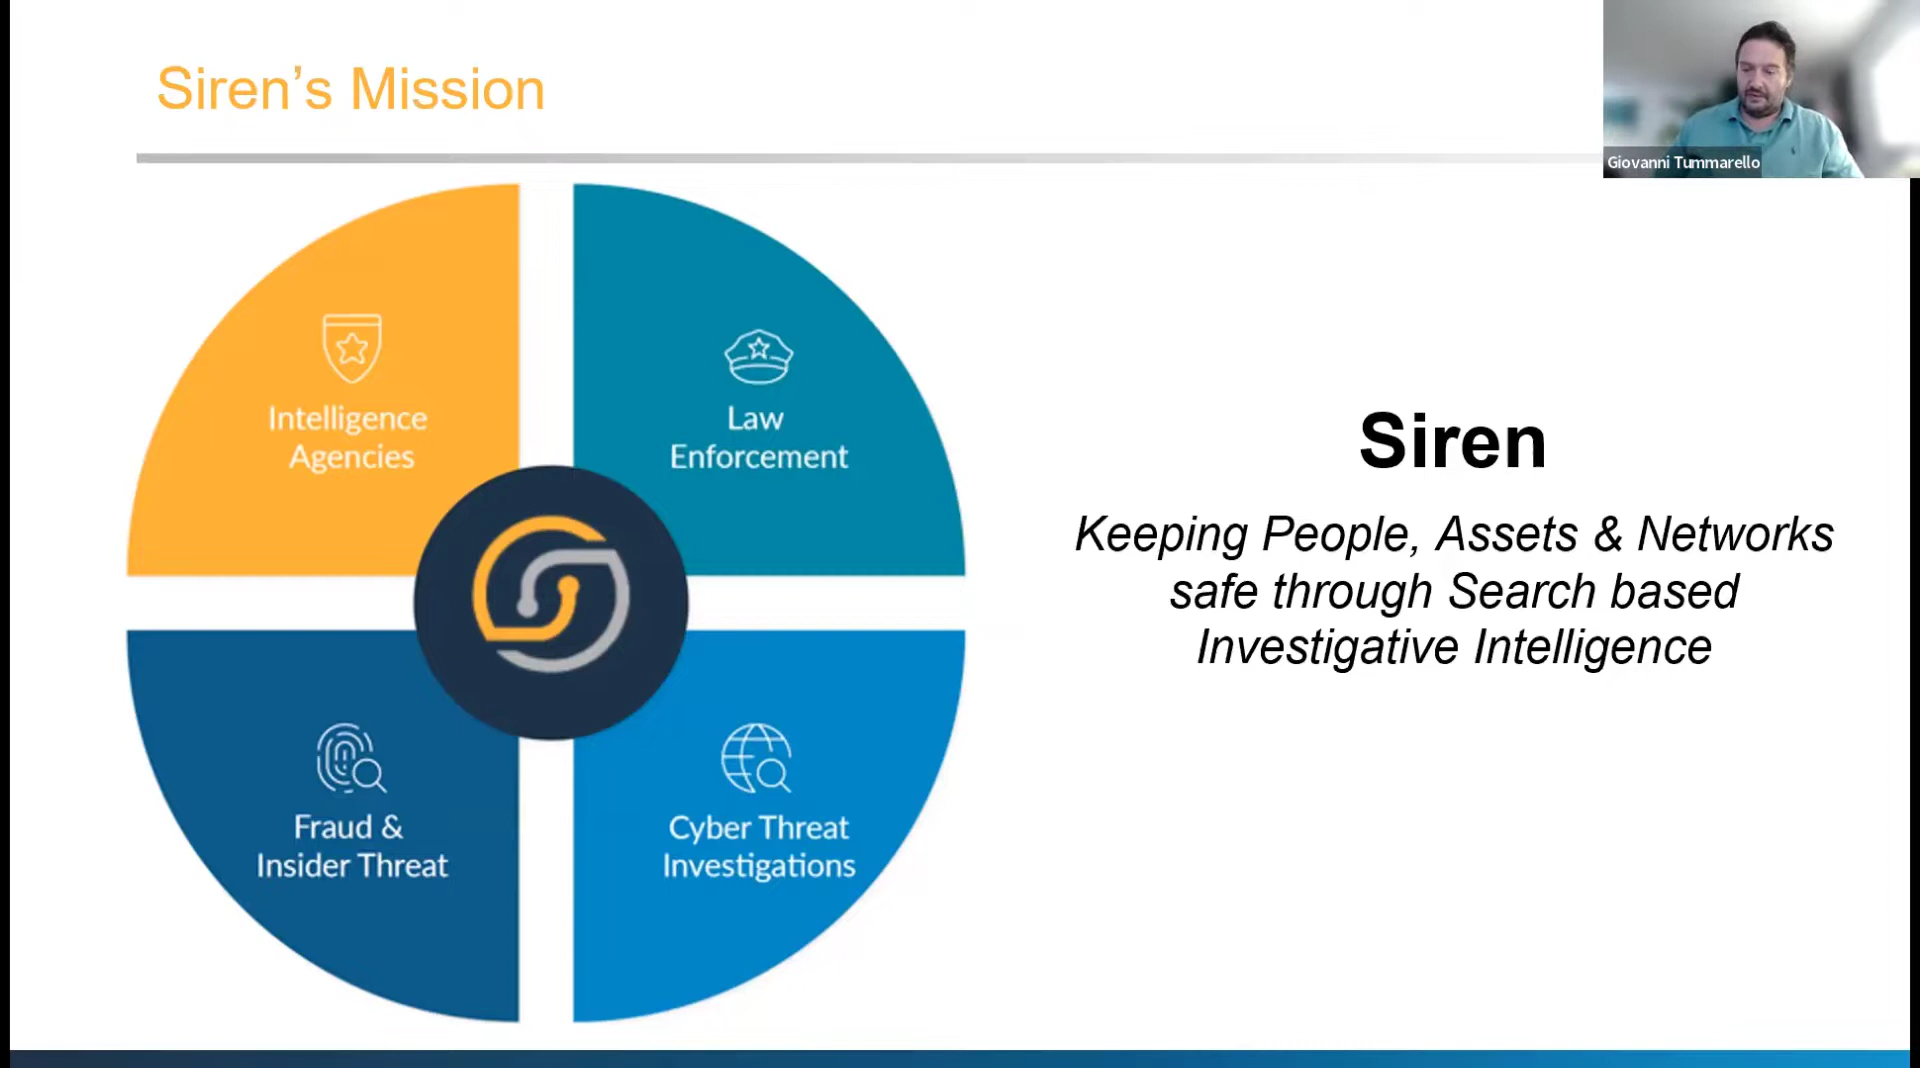 Siren's Mission
Giovanni Tummarello
Intelligence
Agencies
Law
Enforcement
Fraud &
Insider Threat
Cyber Threat
Investigations
Siren
Keeping People, Assets & Networks
safe through Search based
Investigative Intelligence